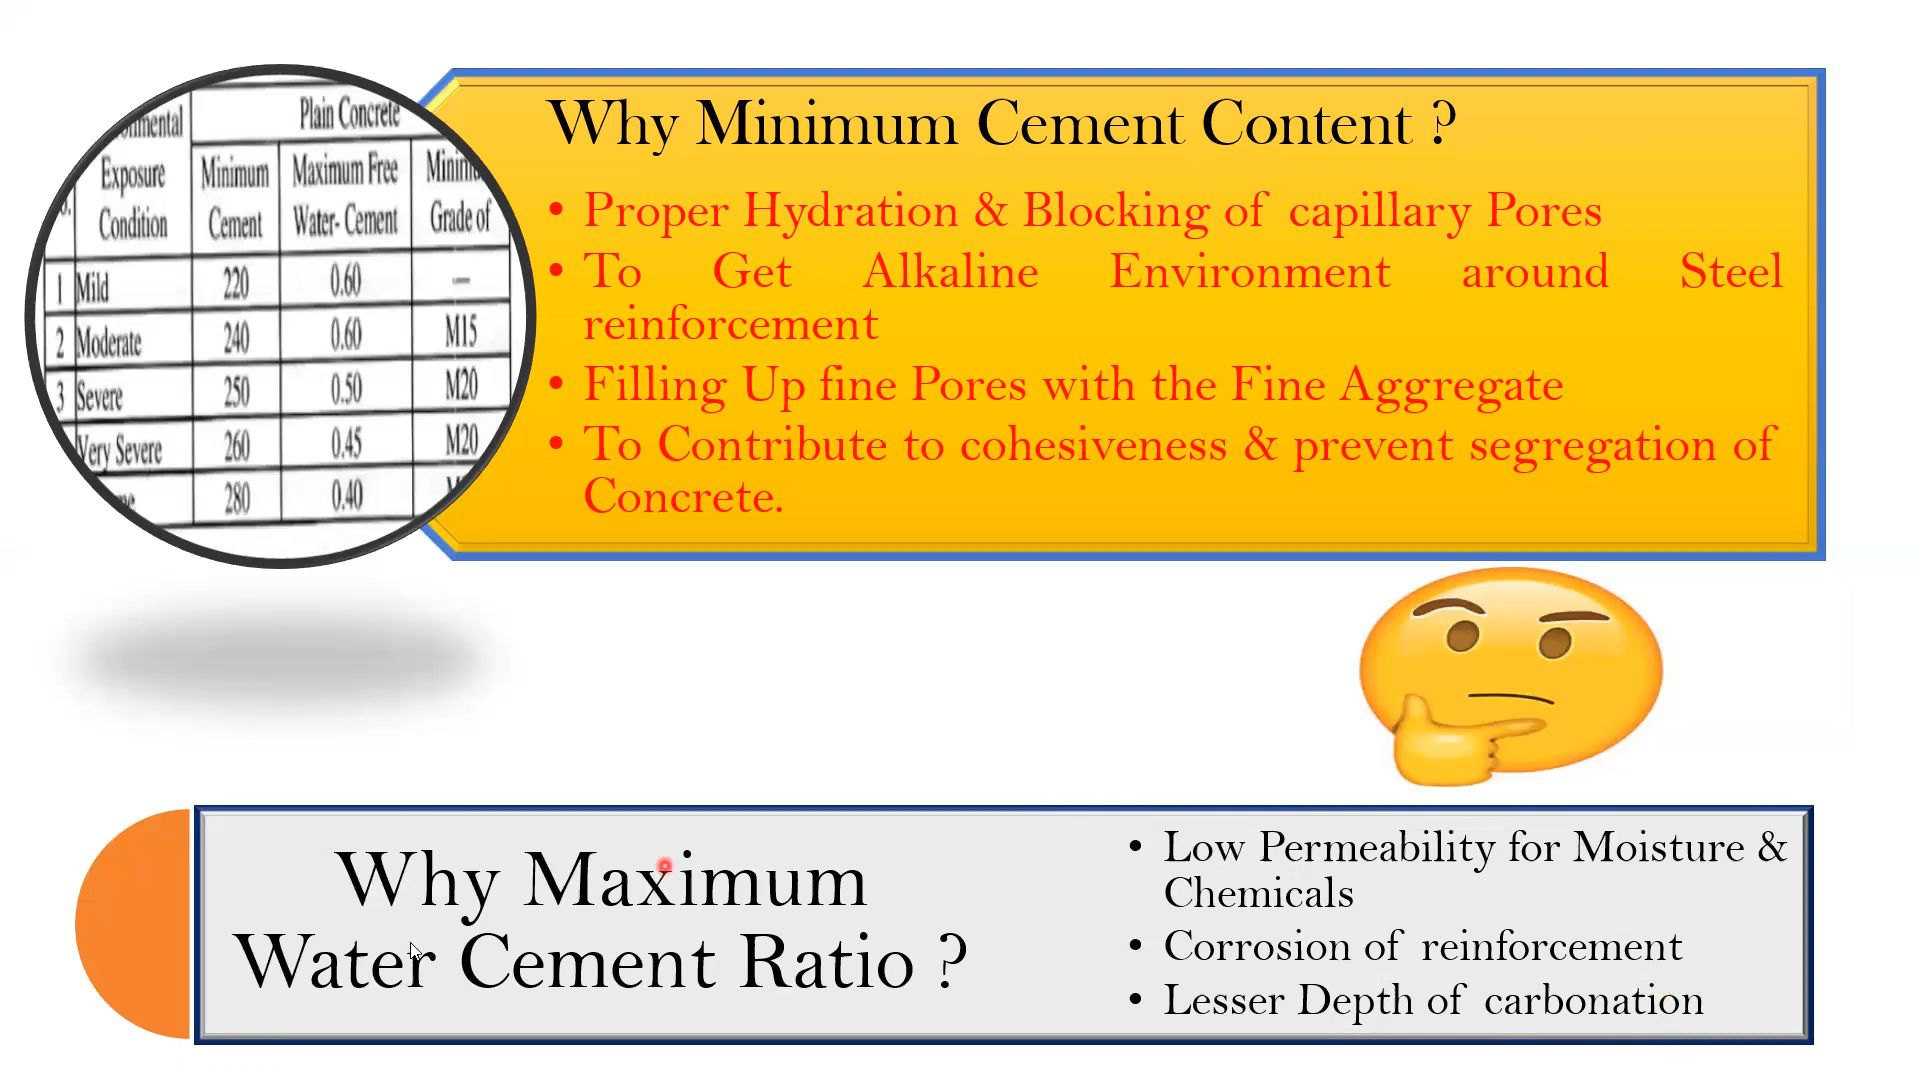 Plain Concrete
Exposure Condition
Minimum Cement
Maximum Free Water- Cement
Grade of
1 Mild 220 0.60 —
2 Moderate 240 0.60 M15
3 Severe 250 0.50 M20
Very Severe 260 0.45 M20
280 0.40
Why Minimum Cement Content ?
• Proper Hydration & Blocking of capillary Pores
• To Get Alkaline Environment around Steel
reinforcement
• Filling Up fine Pores with the Fine Aggregate
• To Contribute to cohesiveness & prevent segregation of
Concrete.
Why Maximum
Water Cement Ratio ?
• Low Permeability for Moisture &
Chemicals
• Corrosion of reinforcement
• Lesser Depth of carbonation